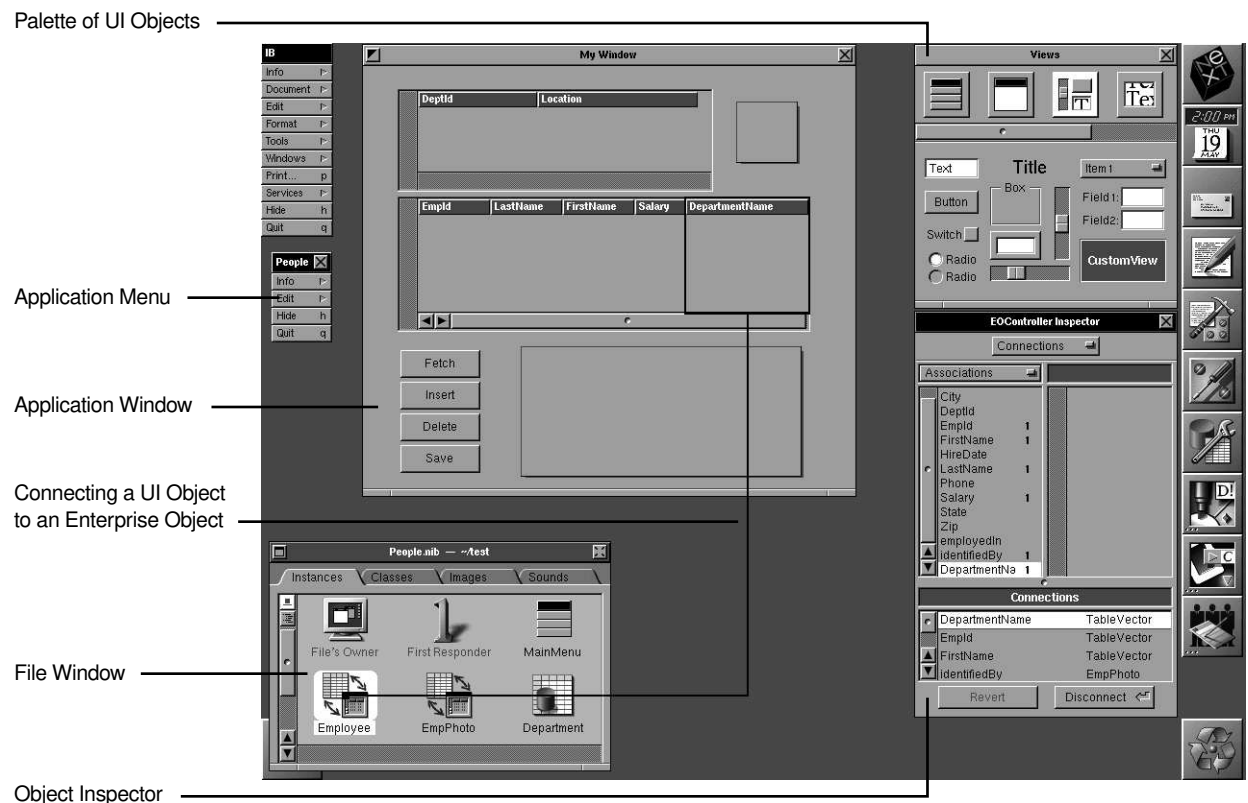 Palette of UI Objects
IB
Info
Document
Edit
Format
Tools
Windows
Print... p
Services
Hide h
Quit q
People
Info
Edit
Hide h
Quit q
Application Menu
Application Window
Connecting a UI Object
to an Enterprise Object
File Window
Object Inspector
My Window
DeptId Location
EmpId LastName FirstName Salary DepartmentName
Fetch
Insert
Delete
Save
People.nib — ~/test
Instances Classes Images Sounds
File's Owner First Responder MainMenu
Employee EmpPhoto Department
Views
Text Title Item1
Button Box Field1:
Field2:
Switch
Radio
Radio
CustomView
EOController Inspector
Connections
Associations
City
DeptId
EmpId 1
FirstName 1
HireDate
LastName 1
Phone
Salary 1
State
Zip
employedIn
identifiedBy 1
DepartmentNa 1
Connections
DepartmentName TableVector
EmpId TableVector
FirstName TableVector
identifiedBy EmpPhoto
Revert Disconnect
2:00 PM
THU
19
MAY
D!
C